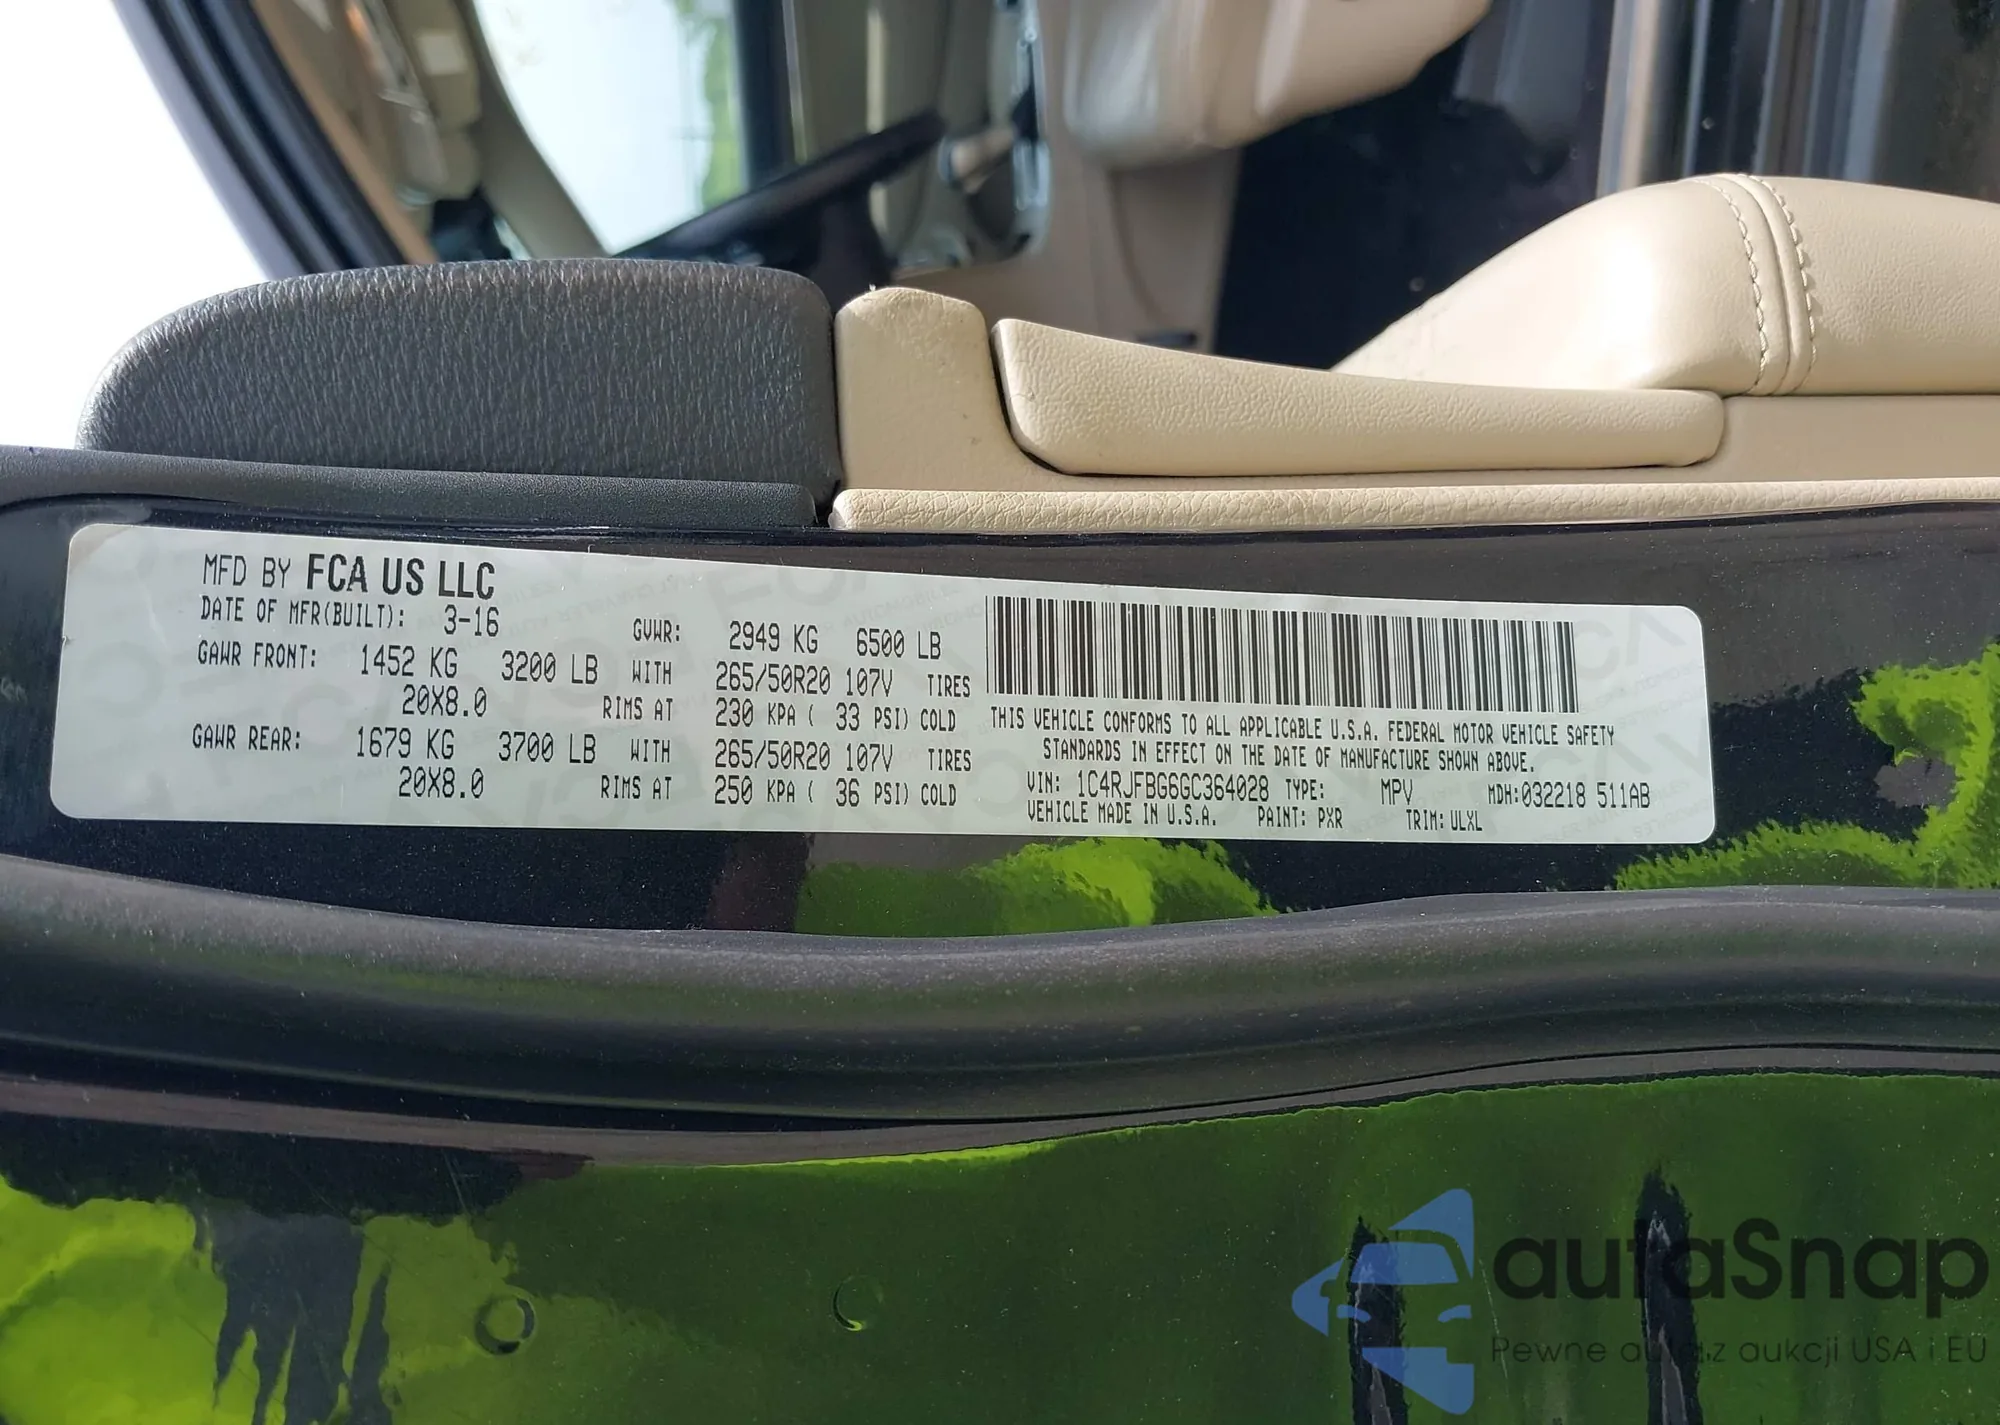 MFD BY FCA US LLC
DATE OF MFR(BUILT): 3-16 GVWR: 2949 KG 6500 LB
GAWR FRONT: 1452 KG 3200 LB WITH 265/50R20 107V TIRES
20X8.0 RIMS AT 230 KPA ( 33 PSI) COLD
GAWR REAR: 1679 KG 3700 LB WITH 265/50R20 107V TIRES
20X8.0 RIMS AT 250 KPA ( 36 PSI) COLD
THIS VEHICLE CONFORMS TO ALL APPLICABLE U.S.A. FEDERAL MOTOR VEHICLE SAFETY
STANDARDS IN EFFECT ON THE DATE OF MANUFACTURE SHOWN ABOVE.
VIN: 1C4RJFBG6GC364028 TYPE: MPV MDH:032218 511AB
VEHICLE MADE IN U.S.A. PAINT: PXR TRIM: ULXL
autaSnap
Pewne auta z aukcji USA i EU